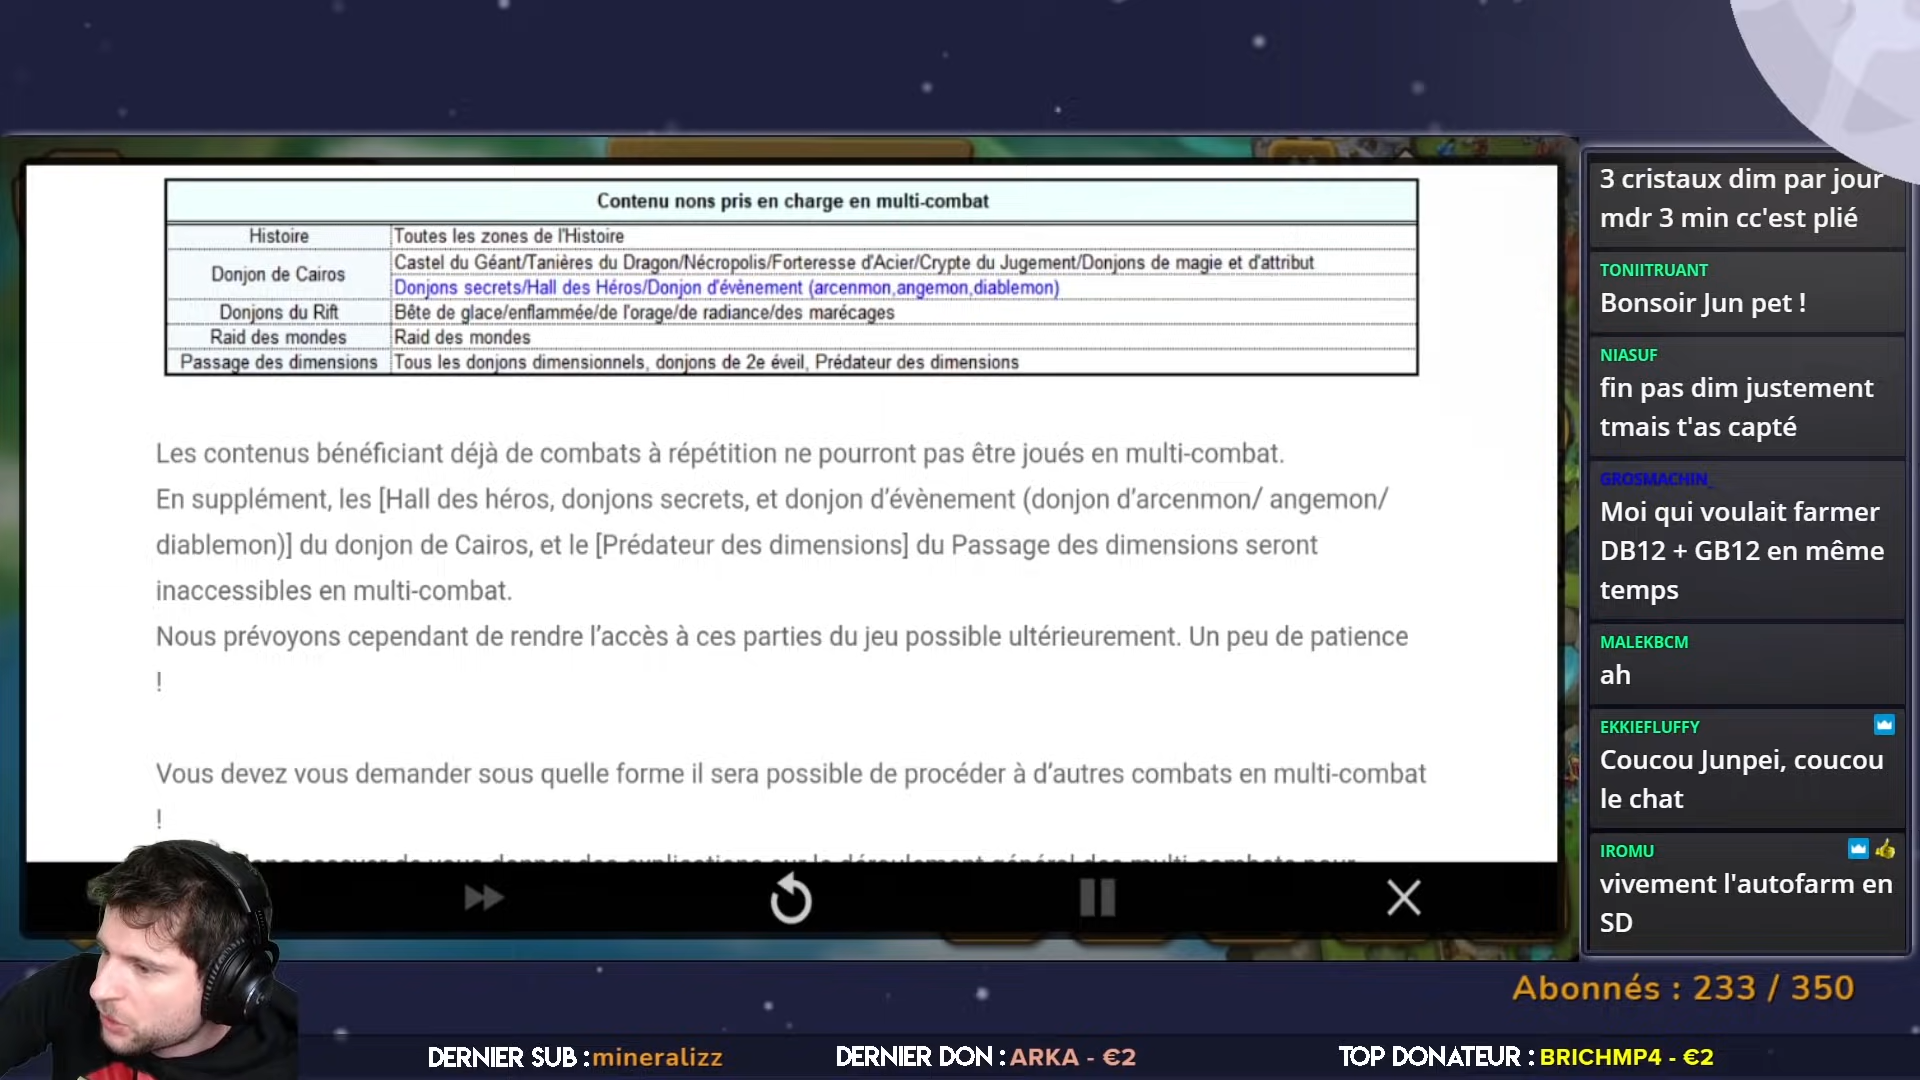 Contenu nons pris en charge en multi-combat
Histoire
Toutes les zones de l'Histoire
Donjon de Cairos
Castel du Géant/Tanières du Dragon/Nécropolis/Forteresse d'Acier/Crypte du Jugement/Donjons de magie et d'attribut
Donjons secrets/Hall des Héros/Donjon d'évènement (arcenmon,angemon,diablemon)
Donjons du Rift
Bête de glace/enflammée/de l'orage/de radiance/des marécages
Raid des mondes
Raid des mondes
Passage des dimensions
Tous les donjons dimensionnels, donjons de 2e éveil, Prédateur des dimensions
Les contenus bénéficiant déjà de combats à répétition ne pourront pas être joués en multi-combat.
En supplément, les [Hall des héros, donjons secrets, et donjon d’évènement (donjon d’arcenmon/ angemon/
diablemon)] du donjon de Cairos, et le [Prédateur des dimensions] du Passage des dimensions seront
inaccessibles en multi-combat.
Nous prévoyons cependant de rendre l’accès à ces parties du jeu possible ultérieurement. Un peu de patience
!
Vous devez vous demander sous quelle forme il sera possible de procéder à d’autres combats en multi-combat
!
3 cristaux dim par jour
mdr 3 min cc'est plié
TONIITRUANT
Bonsoir Jun pet !
NIASUF
fin pas dim justement
tmais t'as capté
GROSMACHIN_
Moi qui voulait farmer
DB12 + GB12 en même
temps
MALEKBCM
ah
EKKIEFLUFFY
Coucou Junpei, coucou
le chat
IROMU
vivement l'autofarm en
SD
Abonnés : 233 / 350
DERNIER SUB : mineralizz
DERNIER DON : ARKA - €2
TOP DONATEUR : BRICHMP4 - €2